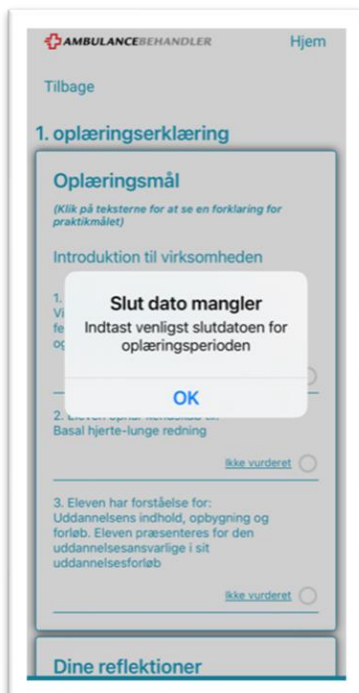 AMBULANCEBEHANDLER
Hjem
Tilbage
1. oplæringserklæring
Oplæringsmål
(Klik på teksterne for at se en forklaring for
praktikmålet)
Introduktion til virksomheden
1.
Slut dato mangler
Indtast venligst slutdatoen for
oplæringsperioden
OK
2.
Basal hjerte-lunge redning
Ikke vurderet
3. Eleven har forståelse for:
Uddannelsens indhold, opbygning og
forløb. Eleven præsenteres for den
uddannelsesansvarlige i sit
uddannelsesforløb
Ikke vurderet
Dine reflektioner